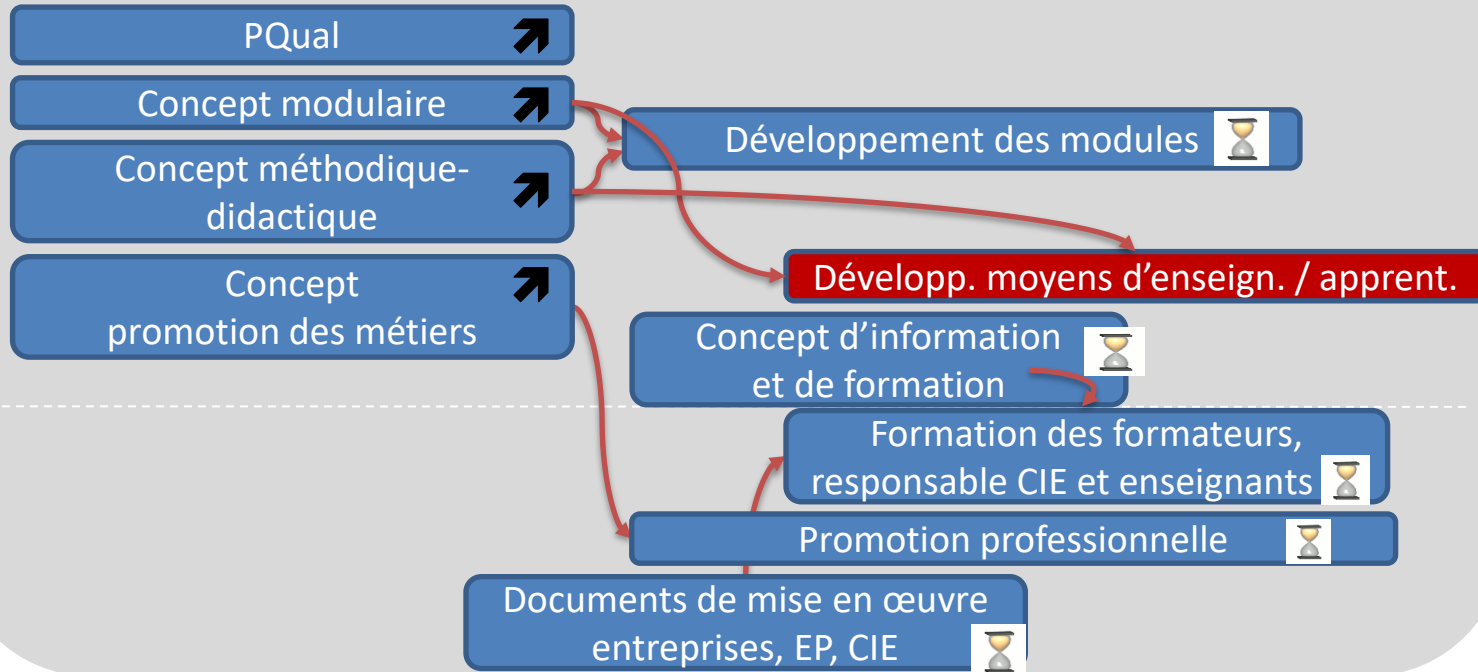 PQual
Concept modulaire
Développement des modules
Concept méthodique-
didactique
Développ. moyens d’enseign. / apprent.
Concept
promotion des métiers
Concept d’information
et de formation
Formation des formateurs,
responsable CIE et enseignants
Promotion professionnelle
Documents de mise en œuvre
entreprises, EP, CIE